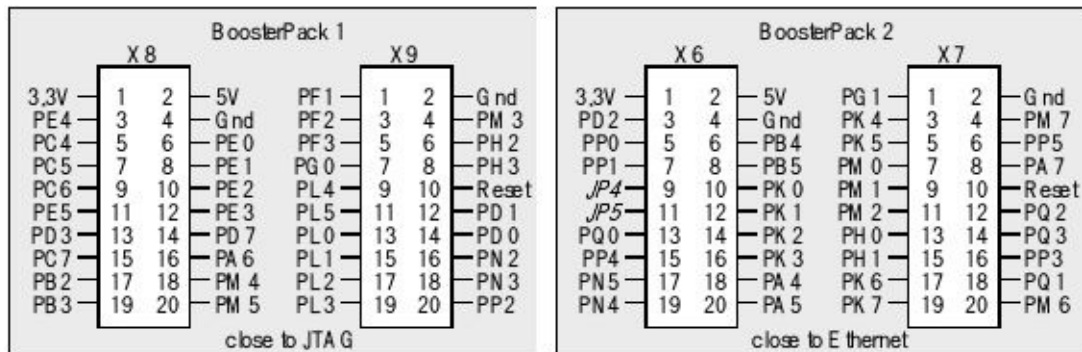 BoosterPack 1
X8 X9
3,3V 1 2 5V PF1 1 2 Gnd
PE4 3 4 Gnd PF2 3 4 PM3
PC4 5 6 PE0 PF3 5 6 PH2
PC5 7 8 PE1 PG0 7 8 PH3
PC6 9 10 PE2 PL4 9 10 Reset
PE5 11 12 PE3 PL5 11 12 PD1
PD3 13 14 PD7 PL0 13 14 PD0
PC7 15 16 PA6 PL1 15 16 PN2
PB2 17 18 PM4 PL2 17 18 PN3
PB3 19 20 PM5 PL3 19 20 PP2
close to JTAG
BoosterPack 2
X6 X7
3,3V 1 2 5V PG1 1 2 Gnd
PD2 3 4 Gnd PK4 3 4 PM7
PP0 5 6 PB4 PK5 5 6 PP5
PP1 7 8 PB5 PM0 7 8 PA7
JP4 9 10 PK0 PM1 9 10 Reset
JP5 11 12 PK1 PM2 11 12 PQ2
PQ0 13 14 PK2 PH0 13 14 PQ3
PP4 15 16 PK3 PH1 15 16 PP3
PN5 17 18 PA4 PK6 17 18 PQ1
PN4 19 20 PA5 PK7 19 20 PM6
close to Ethernet